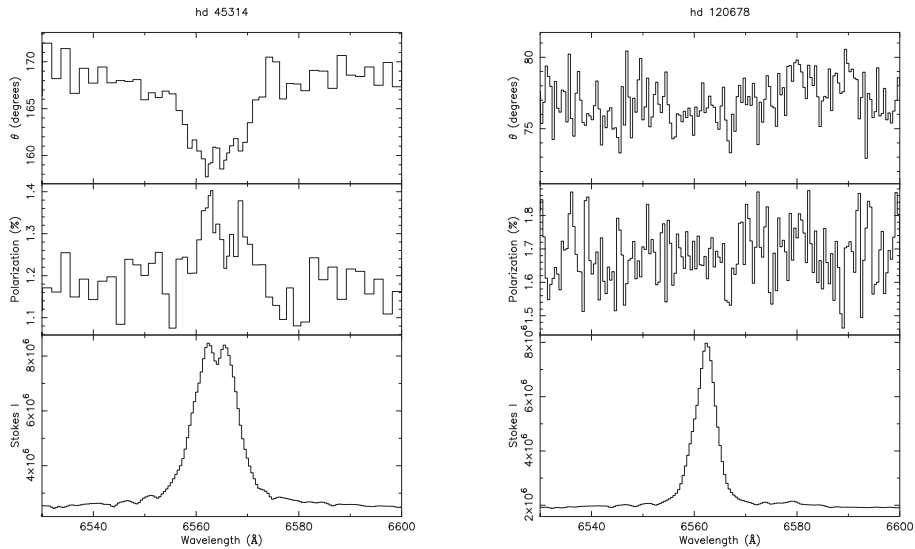 hd 45314
170
165
160
θ (degrees)
1.4
1.3
1.2
1.1
Polarization (%)
8×10⁶
6×10⁶
4×10⁶
Stokes I
6540 6560 6580 6600
Wavelength (Å)
hd 120678
80
75
θ (degrees)
1.8
1.7
1.6
1.5
Polarization (%)
8×10⁶
6×10⁶
4×10⁶
2×10⁶
Stokes I
6540 6560 6580 6600
Wavelength (Å)